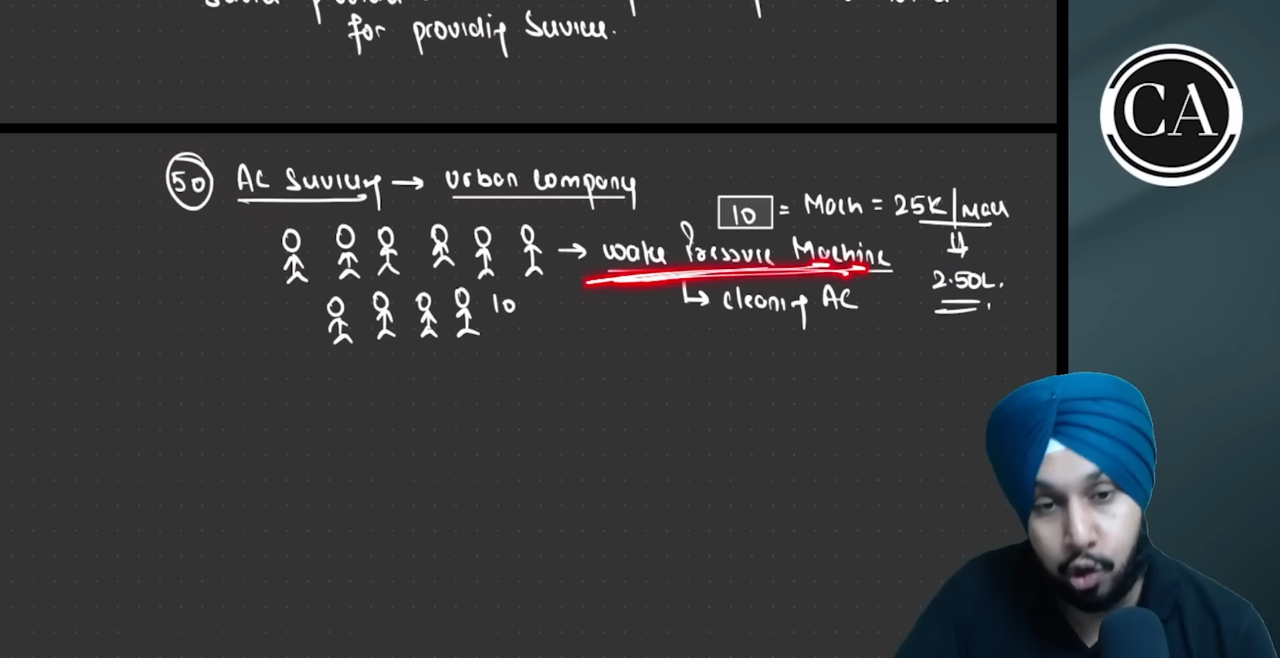 for providing Service.
CA
50 AC Servicing → Urban Company
10 = Mach = 25K/Mach
→ Water Pressure Machine
↳ Cleaning AC
2.50L.
10